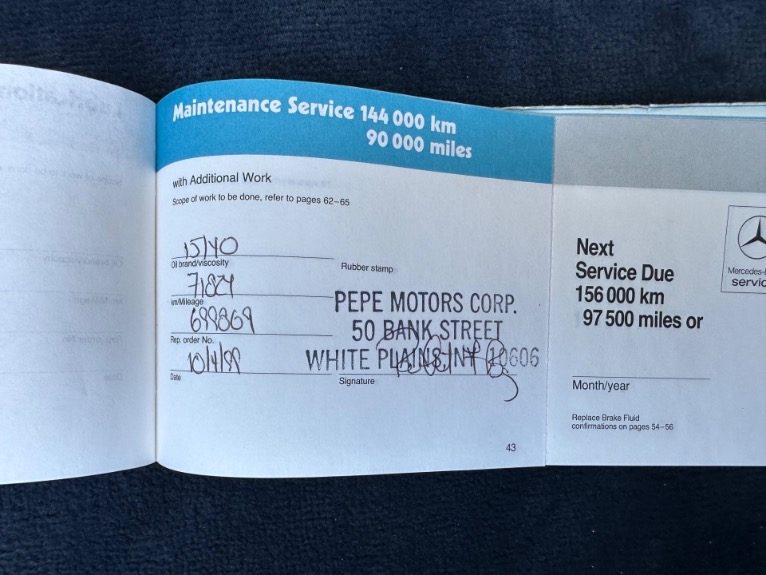 Maintenance Service 144 000 km
90 000 miles
with Additional Work
Scope of work to be done, refer to pages 62–65
15/40
Oil brand/viscosity
Rubber stamp
km/Mileage
699869
Rep. order No.
10/4/99
Date
PEPE MOTORS CORP.
50 BANK STREET
WHITE PLAINS, NY 10606
Signature
43
Next
Service Due
156 000 km
97 500 miles or
Month/year
Replace Brake Fluid
confirmations on pages 54–56